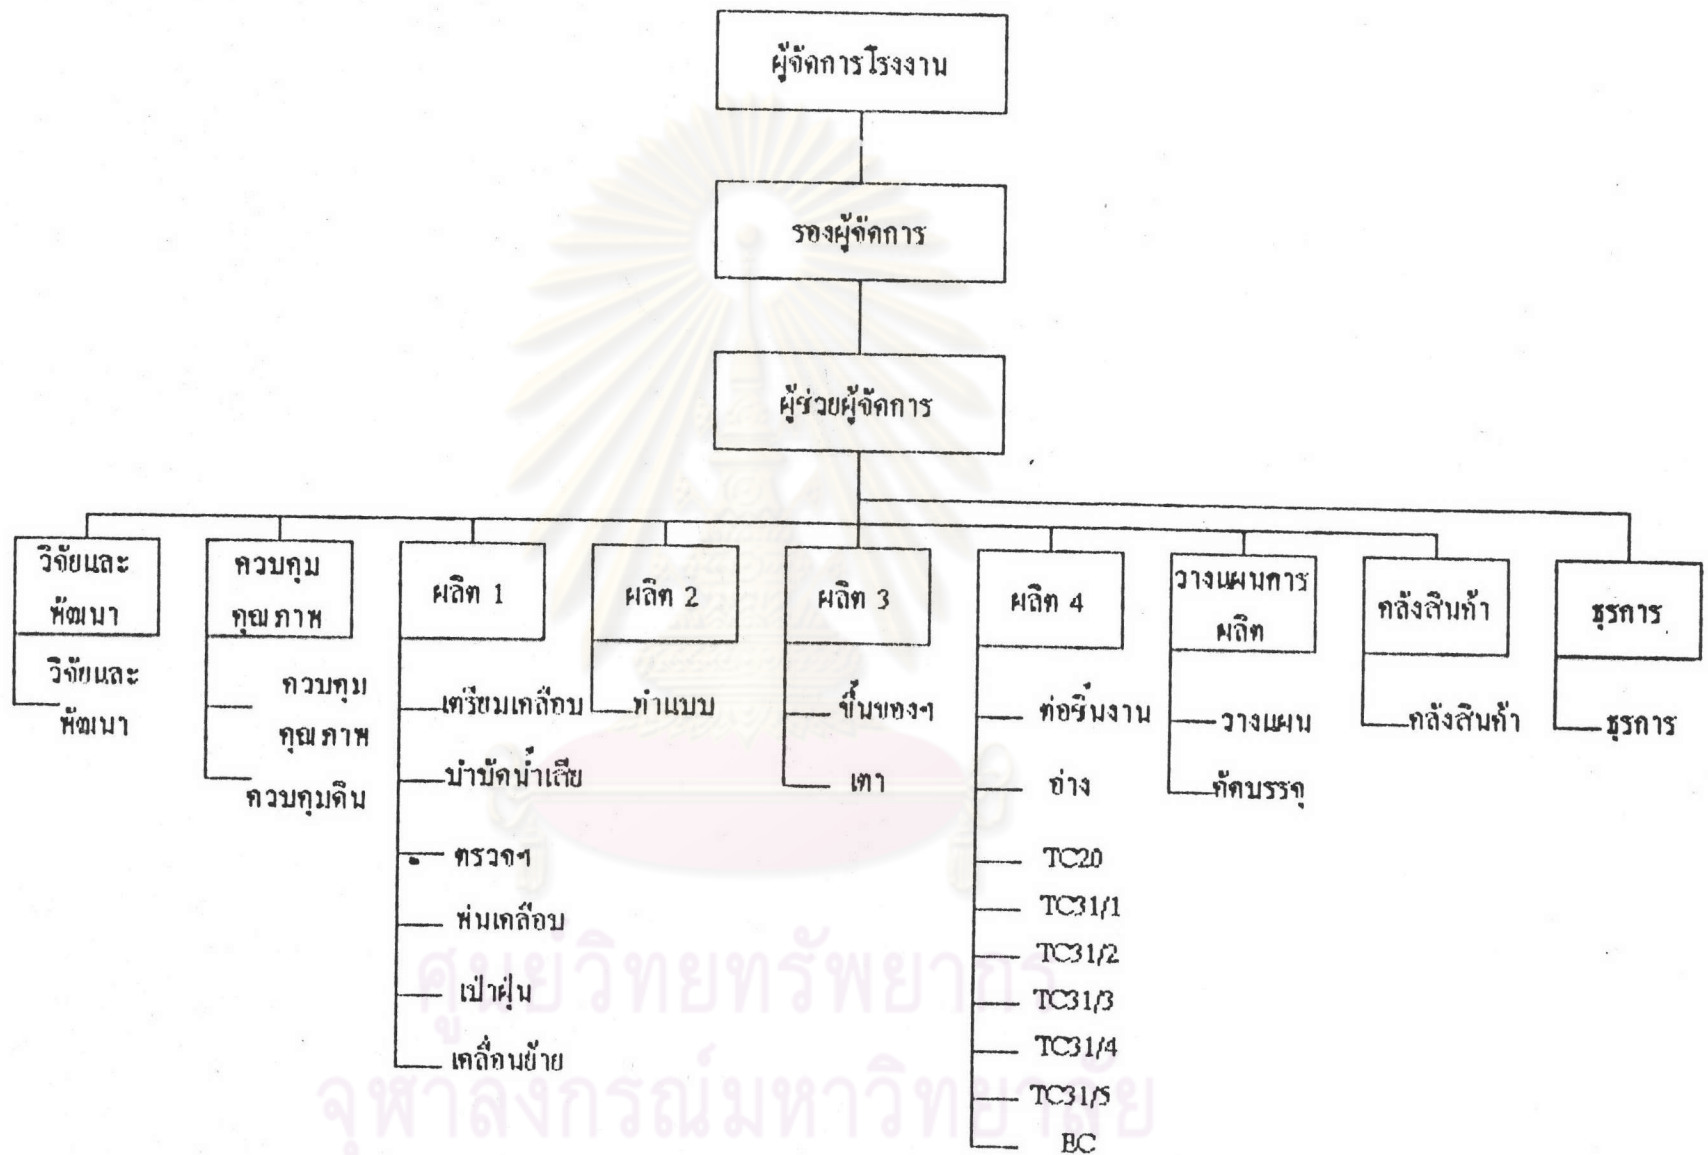 ผู้จัดการโรงงาน
รองผู้จัดการ
ผู้ช่วยผู้จัดการ
วิจัยและ
พัฒนา
วิจัยและ
พัฒนา
ควบคุม
คุณภาพ
ควบคุม
คุณภาพ
ควบคุมดิน
ผลิต 1
เตรียมเคลือบ
บำบัดน้ำเสีย
ตรวจฯ
พ่นเคลือบ
เป่าฝุ่น
เคลื่อนย้าย
ผลิต 2
ทำแบบ
ผลิต 3
ขึ้นของฯ
เตา
ผลิต 4
ต่อชิ้นงาน
อ่าง
TC20
TC31/1
TC31/2
TC31/3
TC31/4
TC31/5
EC
วางแผนการ
ผลิต
วางแผน
คัดบรรจุ
คลังสินค้า
คลังสินค้า
ธุรการ
ธุรการ
ศูนย์วิทยทรัพยากร
จุฬาลงกรณ์มหาวิทยาลัย